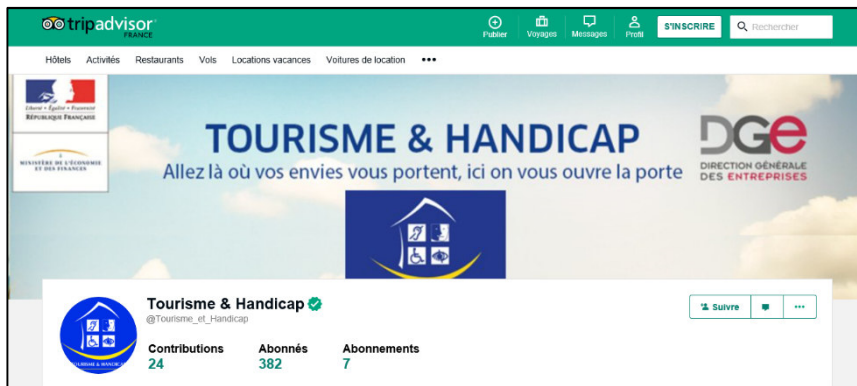 tripadvisor
FRANCE
Publier
Voyages
Messages
Profil
S'INSCRIRE
Rechercher
Hôtels Activités Restaurants Vols Locations vacances Voitures de location •••
Liberté • Égalité • Fraternité
RÉPUBLIQUE FRANÇAISE
MINISTÈRE DE L'ÉCONOMIE
ET DES FINANCES
TOURISME & HANDICAP
Allez là où vos envies vous portent, ici on vous ouvre la porte
DGe
DIRECTION GÉNÉRALE
DES ENTREPRISES
Tourisme & Handicap
@Tourisme_et_Handicap
Contributions Abonnés Abonnements
24 382 7
Suivre
TOURISME & HANDICAP